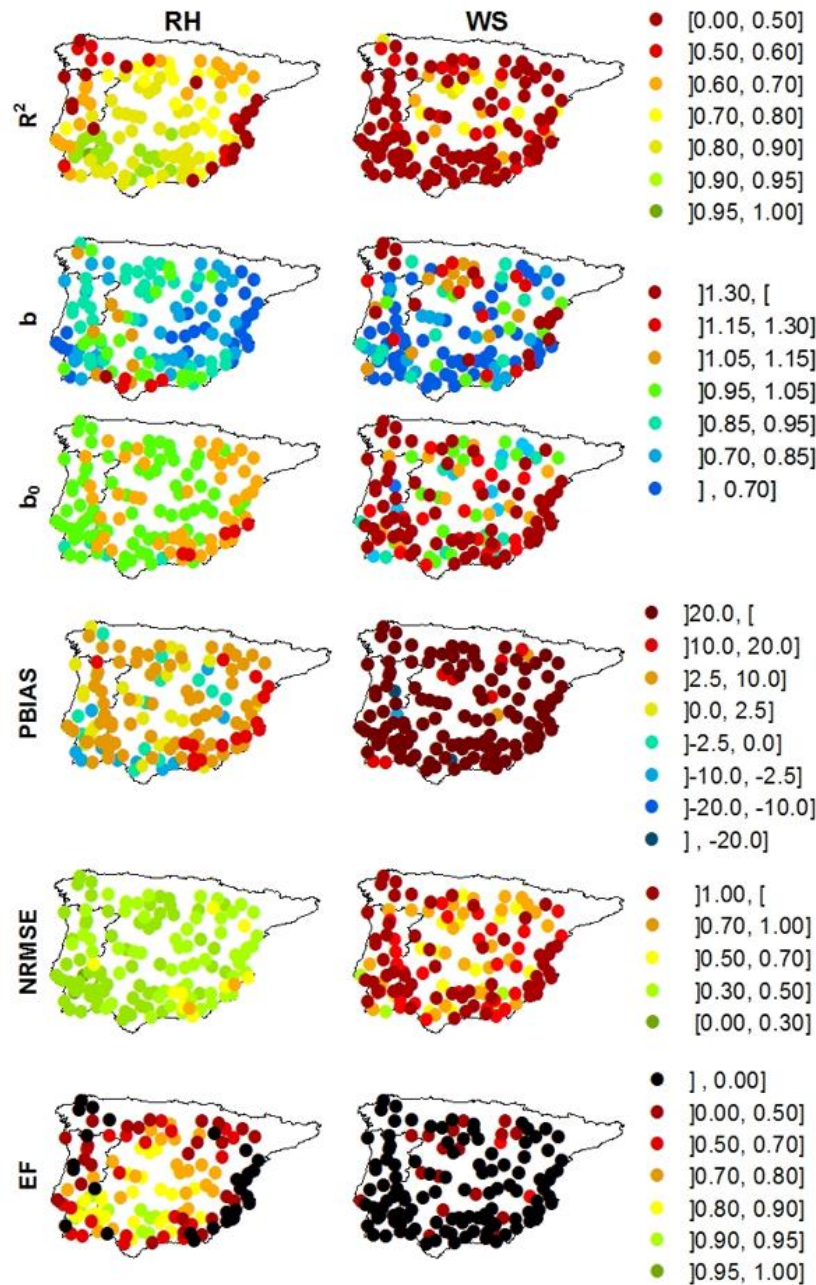 RH
WS
R²
[0.00, 0.50]
]0.50, 0.60]
]0.60, 0.70]
]0.70, 0.80]
]0.80, 0.90]
]0.90, 0.95]
]0.95, 1.00]
b
b₀
]1.30, [
]1.15, 1.30]
]1.05, 1.15]
]0.95, 1.05]
]0.85, 0.95]
]0.70, 0.85]
] , 0.70]
PBIAS
]20.0, [
]10.0, 20.0]
]2.5, 10.0]
]0.0, 2.5]
]-2.5, 0.0]
]-10.0, -2.5]
]-20.0, -10.0]
] , -20.0]
NRMSE
]1.00, [
]0.70, 1.00]
]0.50, 0.70]
]0.30, 0.50]
[0.00, 0.30]
EF
] , 0.00]
]0.00, 0.50]
]0.50, 0.70]
]0.70, 0.80]
]0.80, 0.90]
]0.90, 0.95]
]0.95, 1.00]